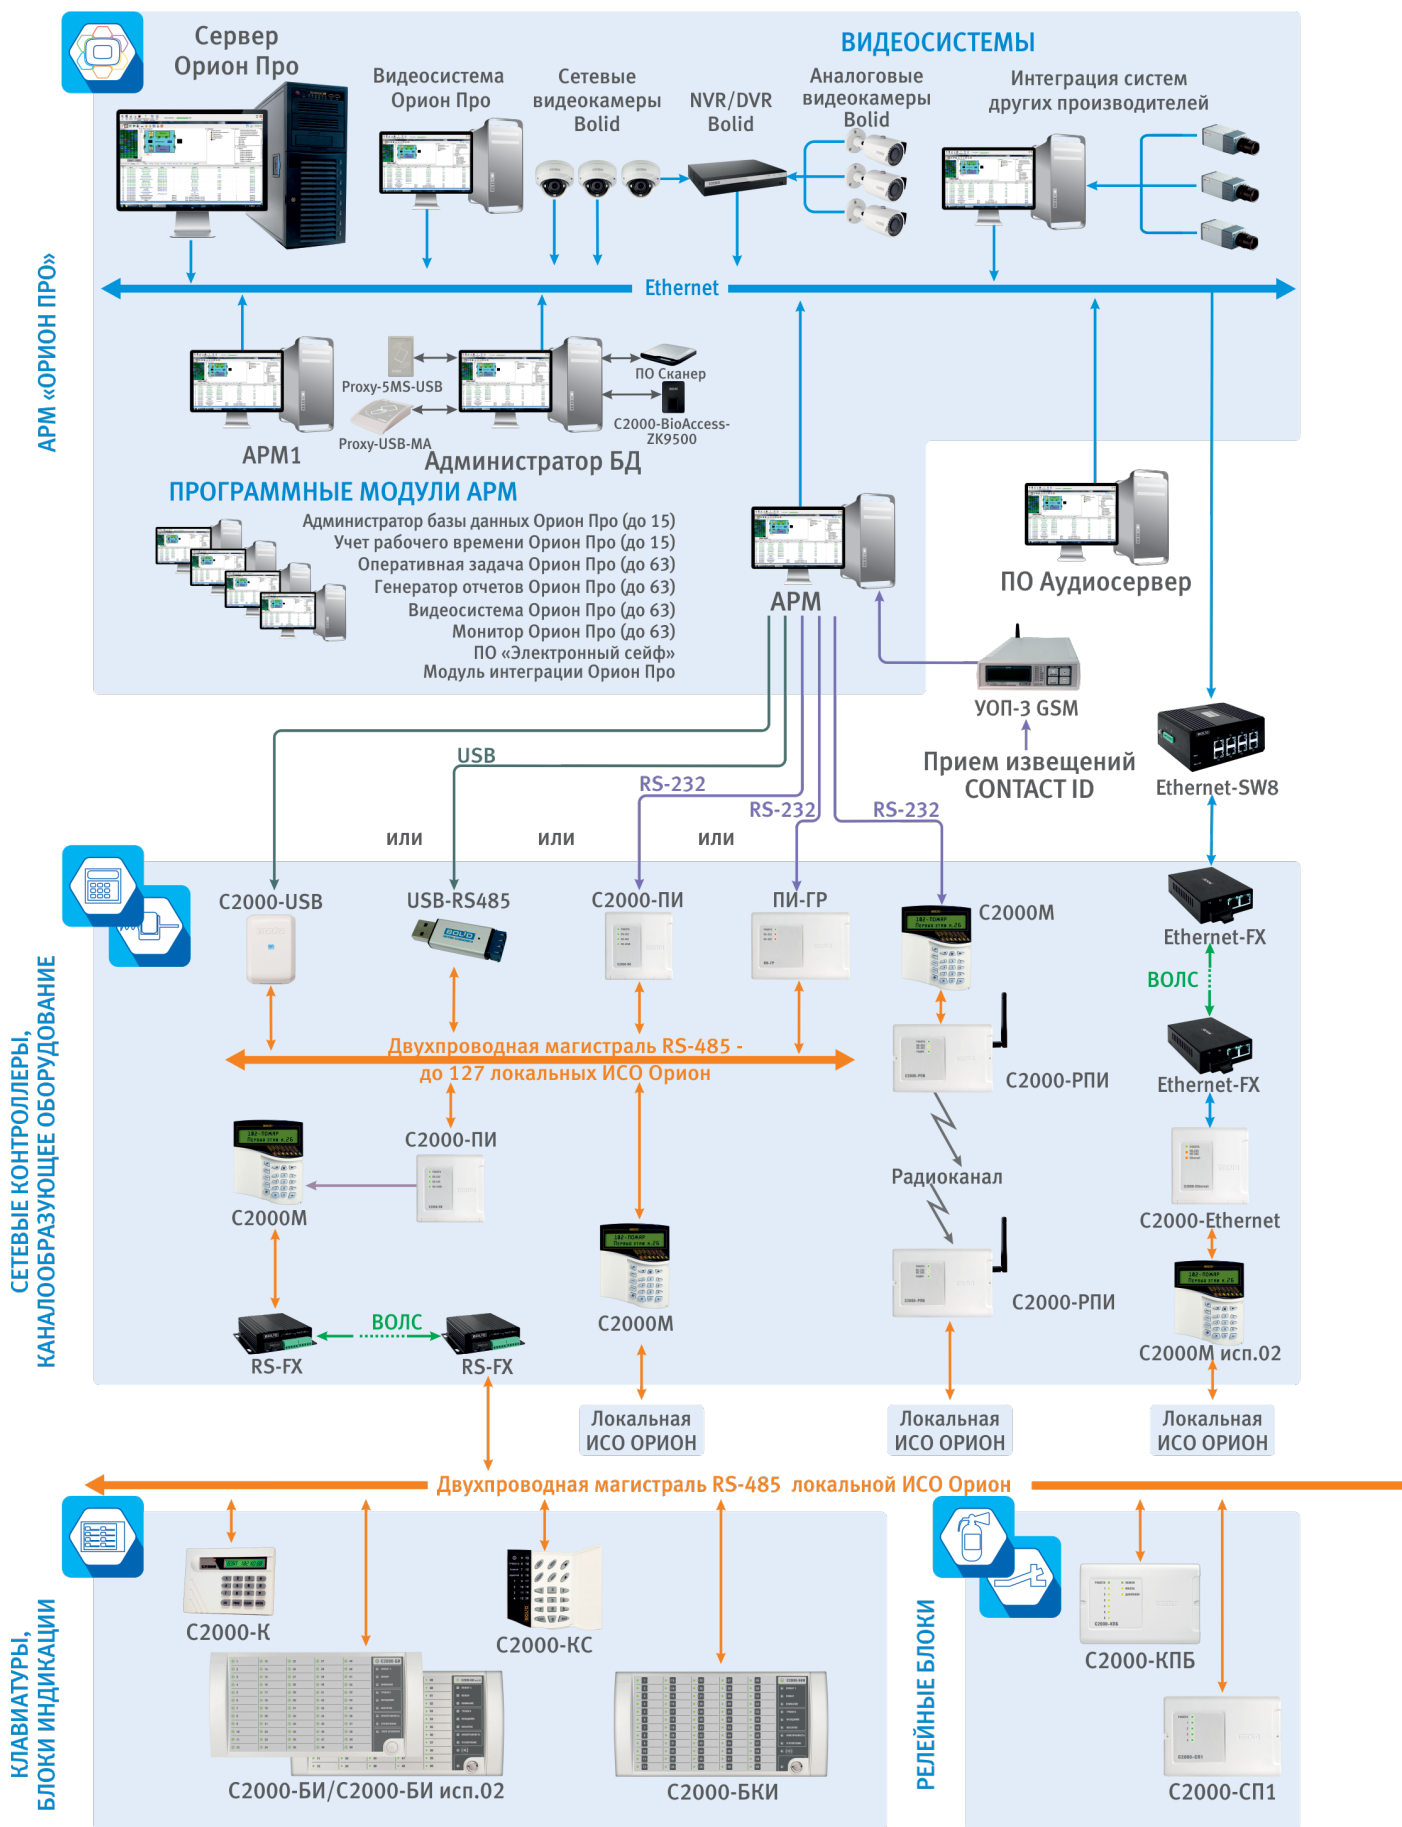 Сервер
Орион Про
Видеосистема
Орион Про
ВИДЕОСИСТЕМЫ
Сетевые
видеокамеры
Bolid
NVR/DVR
Bolid
Аналоговые
видеокамеры
Bolid
Интеграция систем
других производителей
Ethernet
АРМ «ОРИОН ПРО»
АРМ1
Proxy-5MS-USB
Proxy-USB-MA
ПО Сканер
C2000-BioAccess-
ZK9500
Администратор БД
ПРОГРАММНЫЕ МОДУЛИ АРМ
Администратор базы данных Орион Про (до 15)
Учет рабочего времени Орион Про (до 15)
Оперативная задача Орион Про (до 63)
Генератор отчетов Орион Про (до 63)
Видеосистема Орион Про (до 63)
Монитор Орион Про (до 63)
ПО «Электронный сейф»
Модуль интеграции Орион Про
АРМ
ПО Аудиосервер
УОП-3 GSM
Прием извещений
CONTACT ID
Ethernet-SW8
USB
RS-232
RS-232
RS-232
или
или
или
СЕТЕВЫЕ КОНТРОЛЛЕРЫ,
КАНАЛООБРАЗУЮЩЕЕ ОБОРУДОВАНИЕ
С2000-USB
USB-RS485
С2000-ПИ
ПИ-ГР
С2000М
Ethernet-FX
ВОЛС
Ethernet-FX
Двухпроводная магистраль RS-485 -
до 127 локальных ИСО Орион
С2000-РПИ
С2000-ПИ
С2000М
Радиоканал
С2000-Ethernet
С2000М
С2000-РПИ
С2000М исп.02
RS-FX
ВОЛС
RS-FX
Локальная
ИСО ОРИОН
Локальная
ИСО ОРИОН
Локальная
ИСО ОРИОН
Двухпроводная магистраль RS-485 локальной ИСО Орион
КЛАВИАТУРЫ,
БЛОКИ ИНДИКАЦИИ
С2000-К
С2000-КС
С2000-БИ/С2000-БИ исп.02
С2000-БКИ
РЕЛЕЙНЫЕ БЛОКИ
С2000-КПБ
С2000-СП1